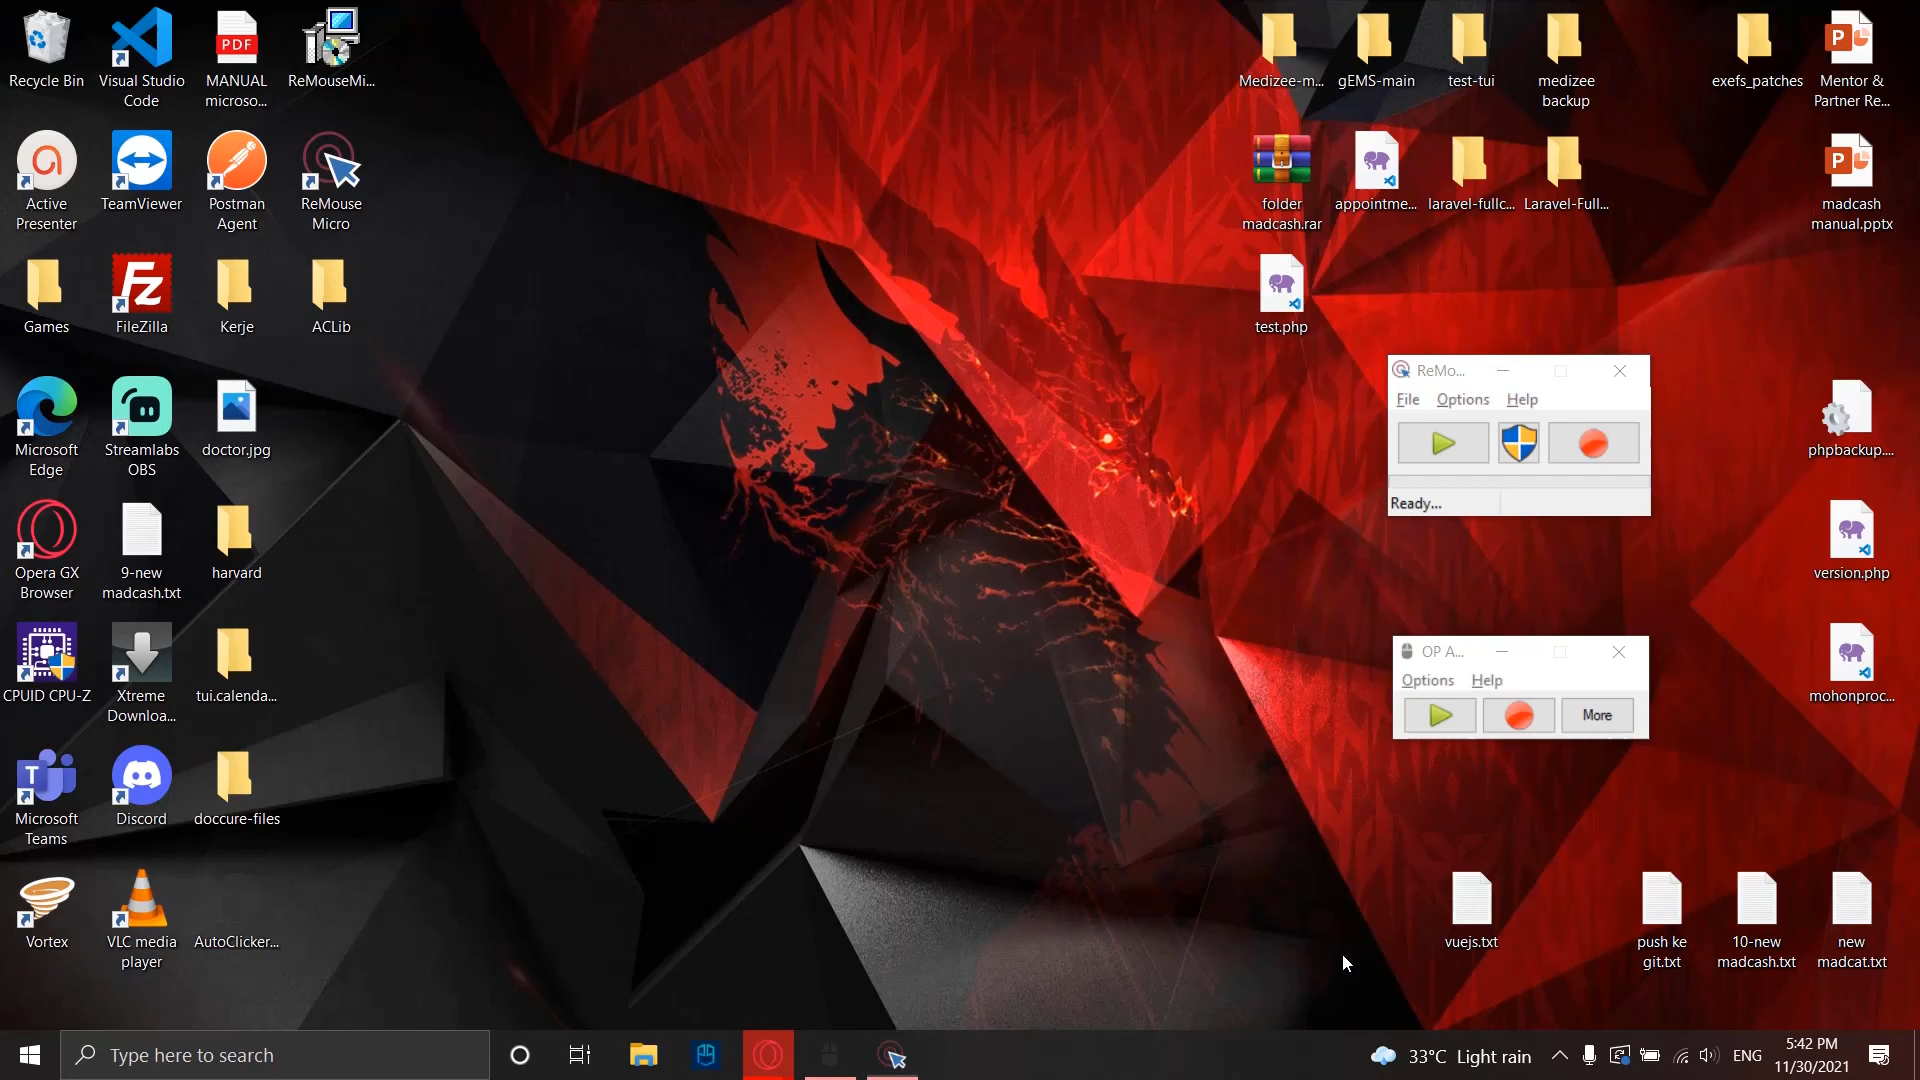 Recycle Bin
Visual Studio
Code
PDF
MANUAL
microso...
ReMouseMi...
Active
Presenter
TeamViewer
Postman
Agent
ReMouse
Micro
Games
FileZilla
Kerje
ACLib
Microsoft
Edge
Streamlabs
OBS
doctor.jpg
Opera GX
Browser
9-new
madcash.txt
harvard
CPUID CPU-Z
Xtreme
Downloa...
tui.calenda...
Microsoft
Teams
Discord
doccure-files
Vortex
VLC media
player
AutoClicker...
Medizee-m...
gEMS-main
test-tui
medizee
backup
exefs_patches
Mentor &
Partner Re...
folder
madcash.rar
appointme...
laravel-fullc...
Laravel-Full...
madcash
manual.pptx
test.php
ReMo...
File Options Help
Ready...
phpbackup....
version.php
OP A...
Options Help
More
mohonproc...
vuejs.txt
push ke
git.txt
10-new
madcash.txt
new
madcat.txt
Type here to search
33°C Light rain
ENG
5:42 PM
11/30/2021